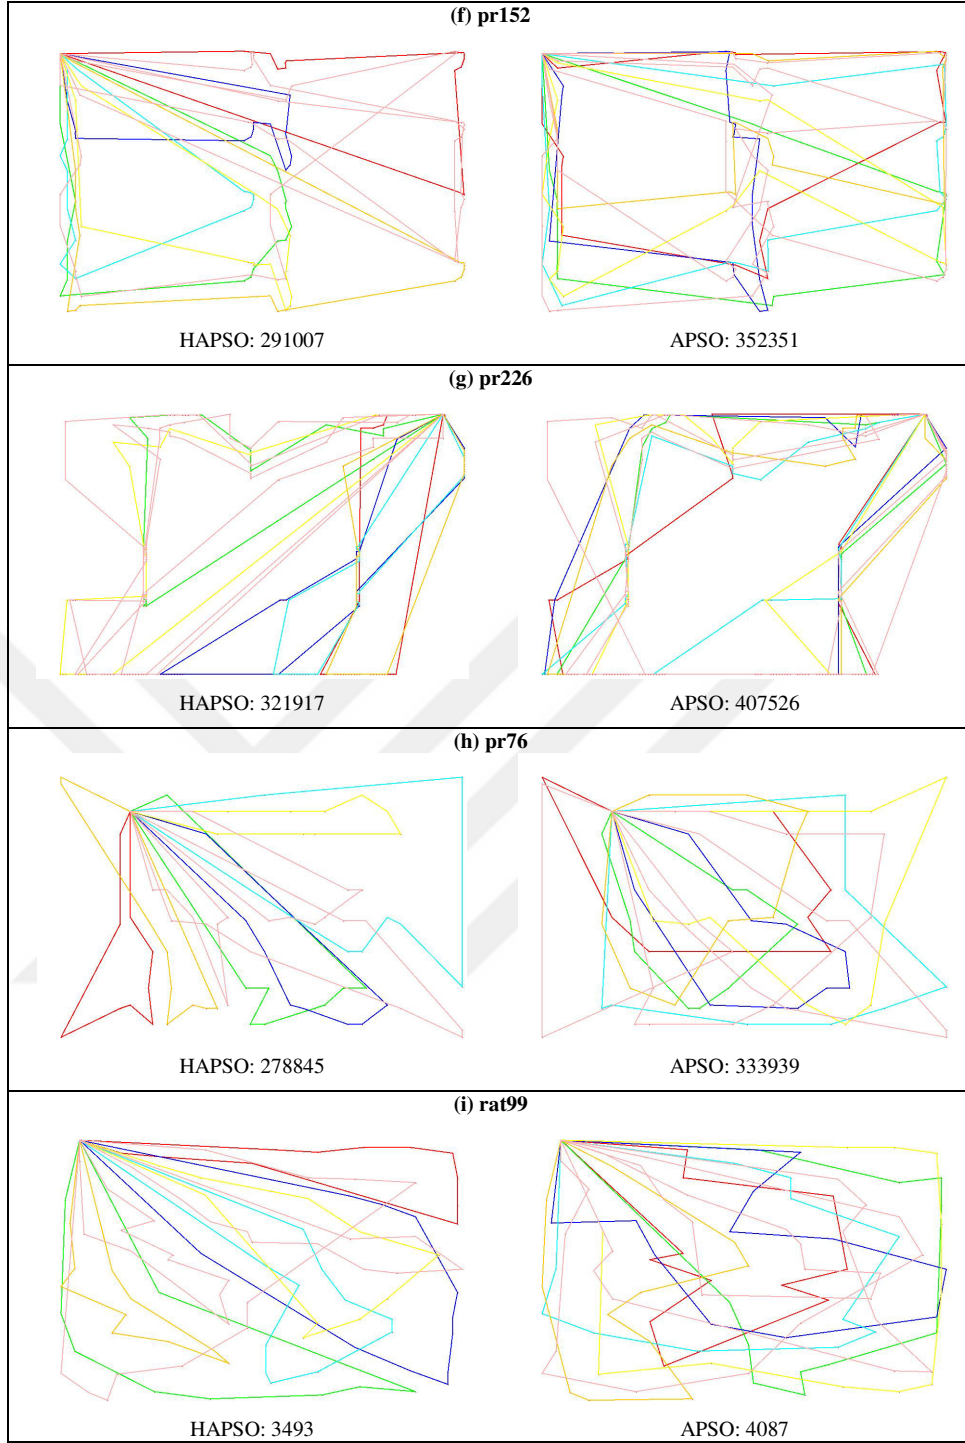 (f) pr152
HAPSO: 291007
APSO: 352351
(g) pr226
HAPSO: 321917
APSO: 407526
(h) pr76
HAPSO: 278845
APSO: 333939
(i) rat99
HAPSO: 3493
APSO: 4087